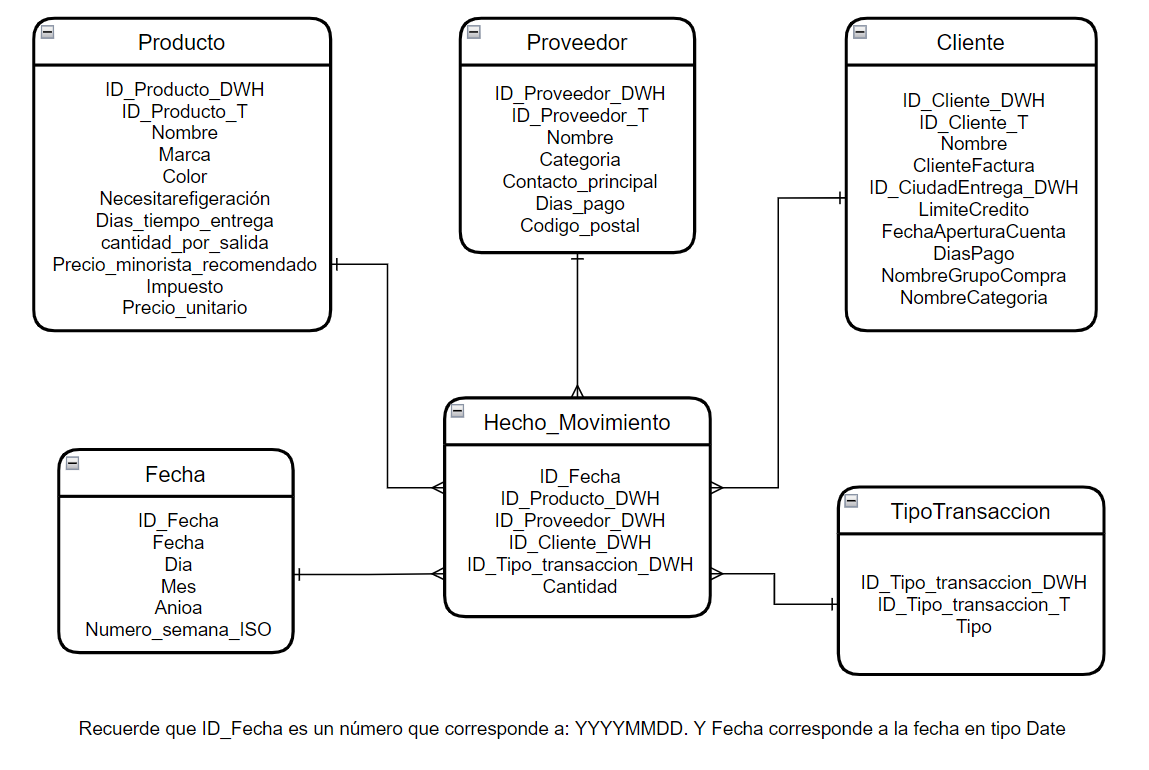 Producto
ID_Producto_DWH
ID_Producto_T
Nombre
Marca
Color
Necesitarefigeración
Dias_tiempo_entrega
cantidad_por_salida
Precio_minorista_recomendado
Impuesto
Precio_unitario
Proveedor
ID_Proveedor_DWH
ID_Proveedor_T
Nombre
Categoria
Contacto_principal
Dias_pago
Codigo_postal
Cliente
ID_Cliente_DWH
ID_Cliente_T
Nombre
ClienteFactura
ID_CiudadEntrega_DWH
LimiteCredito
FechaAperturaCuenta
DiasPago
NombreGrupoCompra
NombreCategoria
Fecha
ID_Fecha
Fecha
Dia
Mes
Anioa
Numero_semana_ISO
Hecho_Movimiento
ID_Fecha
ID_Producto_DWH
ID_Proveedor_DWH
ID_Cliente_DWH
ID_Tipo_transaccion_DWH
Cantidad
TipoTransaccion
ID_Tipo_transaccion_DWH
ID_Tipo_transaccion_T
Tipo
Recuerde que ID_Fecha es un número que corresponde a: YYYYMMDD. Y Fecha corresponde a la fecha en tipo Date